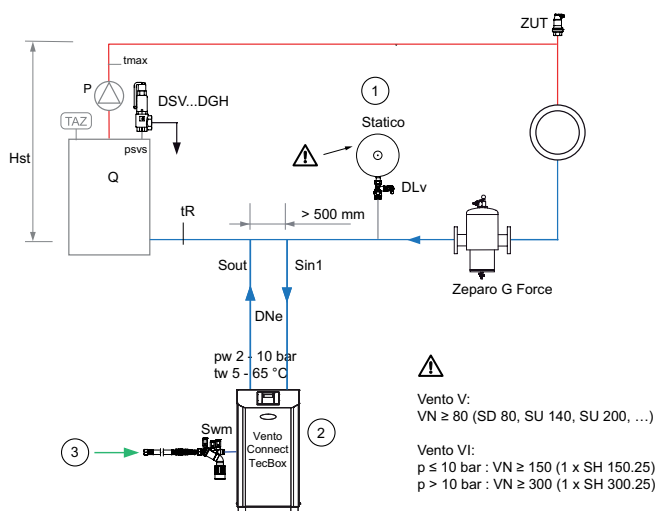 ZUT
tmax
P
DSV...DGH
1
TAZ
Statico
psvs
Hst
Q
DLv
tR
> 500 mm
Sout
Sin1
Zeparo G Force
DNe
pw 2 - 10 bar
tw 5 - 65 °C
Vento V:
VN ≥ 80 (SD 80, SU 140, SU 200, …)
Swm
2
3
Vento
Connect
TecBox
Vento VI:
p ≤ 10 bar : VN ≥ 150 (1 x SH 150.25)
p > 10 bar : VN ≥ 300 (1 x SH 300.25)